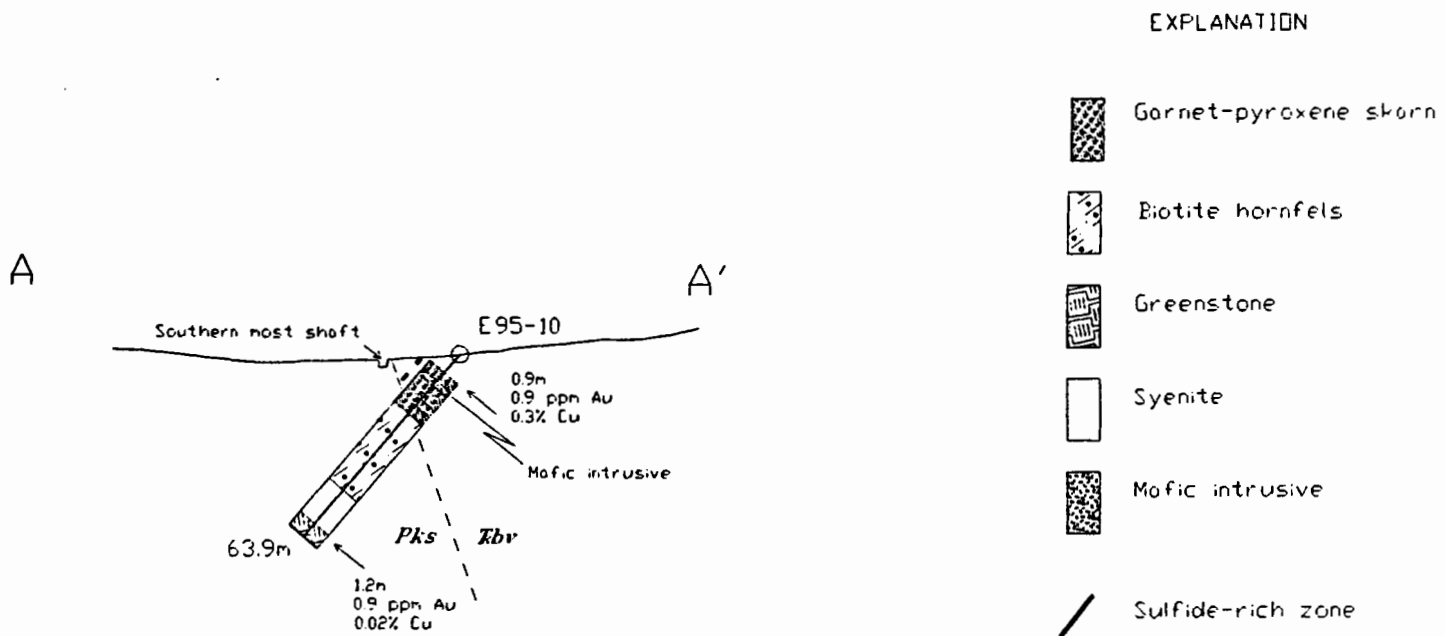 EXPLANATION
Garnet-pyroxene skarn
Biotite hornfels
Greenstone
Syenite
Mafic intrusive
Sulfide-rich zone
A
A'
Southern most shaft
E95-10
0.9m
0.9 ppm Au
0.3% Cu
Mafic intrusive
Pks
Ŧkbv
63.9m
1.2m
0.9 ppm Au
0.02% Cu